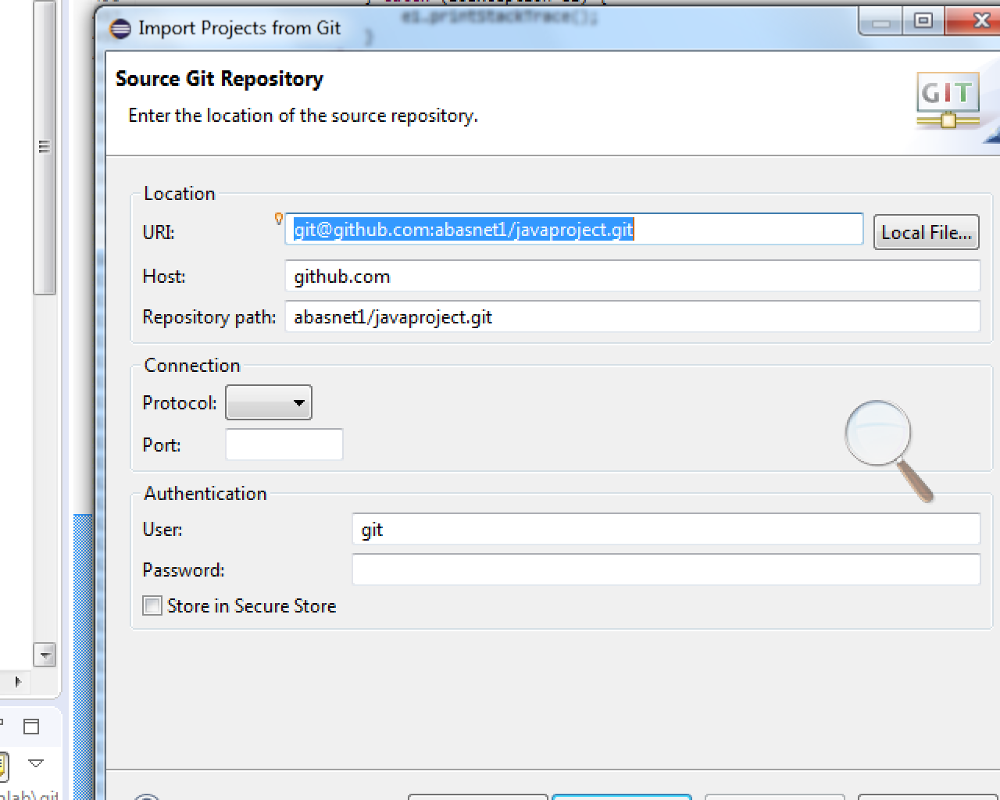 e1.printStackTrace();
}
Import Projects from Git
Source Git Repository
Enter the location of the source repository.
GIT
Location
URI:
git@github.com:abasnet1/javaproject.git
Local File...
Host:
github.com
Repository path:
abasnet1/javaproject.git
Connection
Protocol:
Port:
Authentication
User:
git
Password:
Store in Secure Store